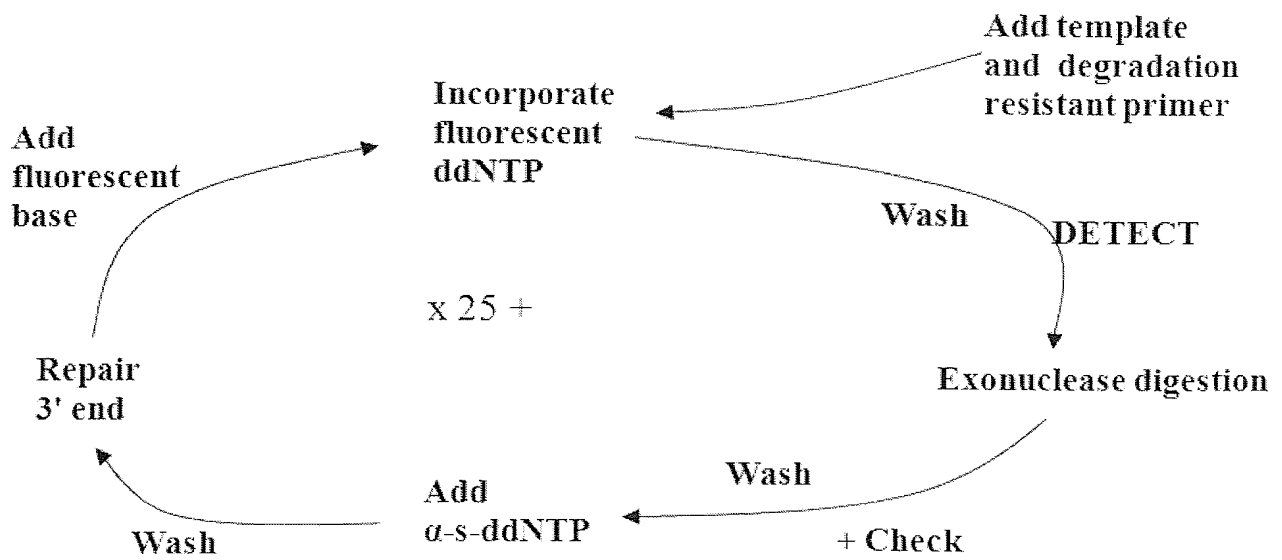 Add template
and degradation
resistant primer
Incorporate
fluorescent
ddNTP
Add
fluorescent
base
Wash
DETECT
x 25 +
Repair
3' end
Exonuclease digestion
Wash
+ Check
Add
α-s-ddNTP
Wash